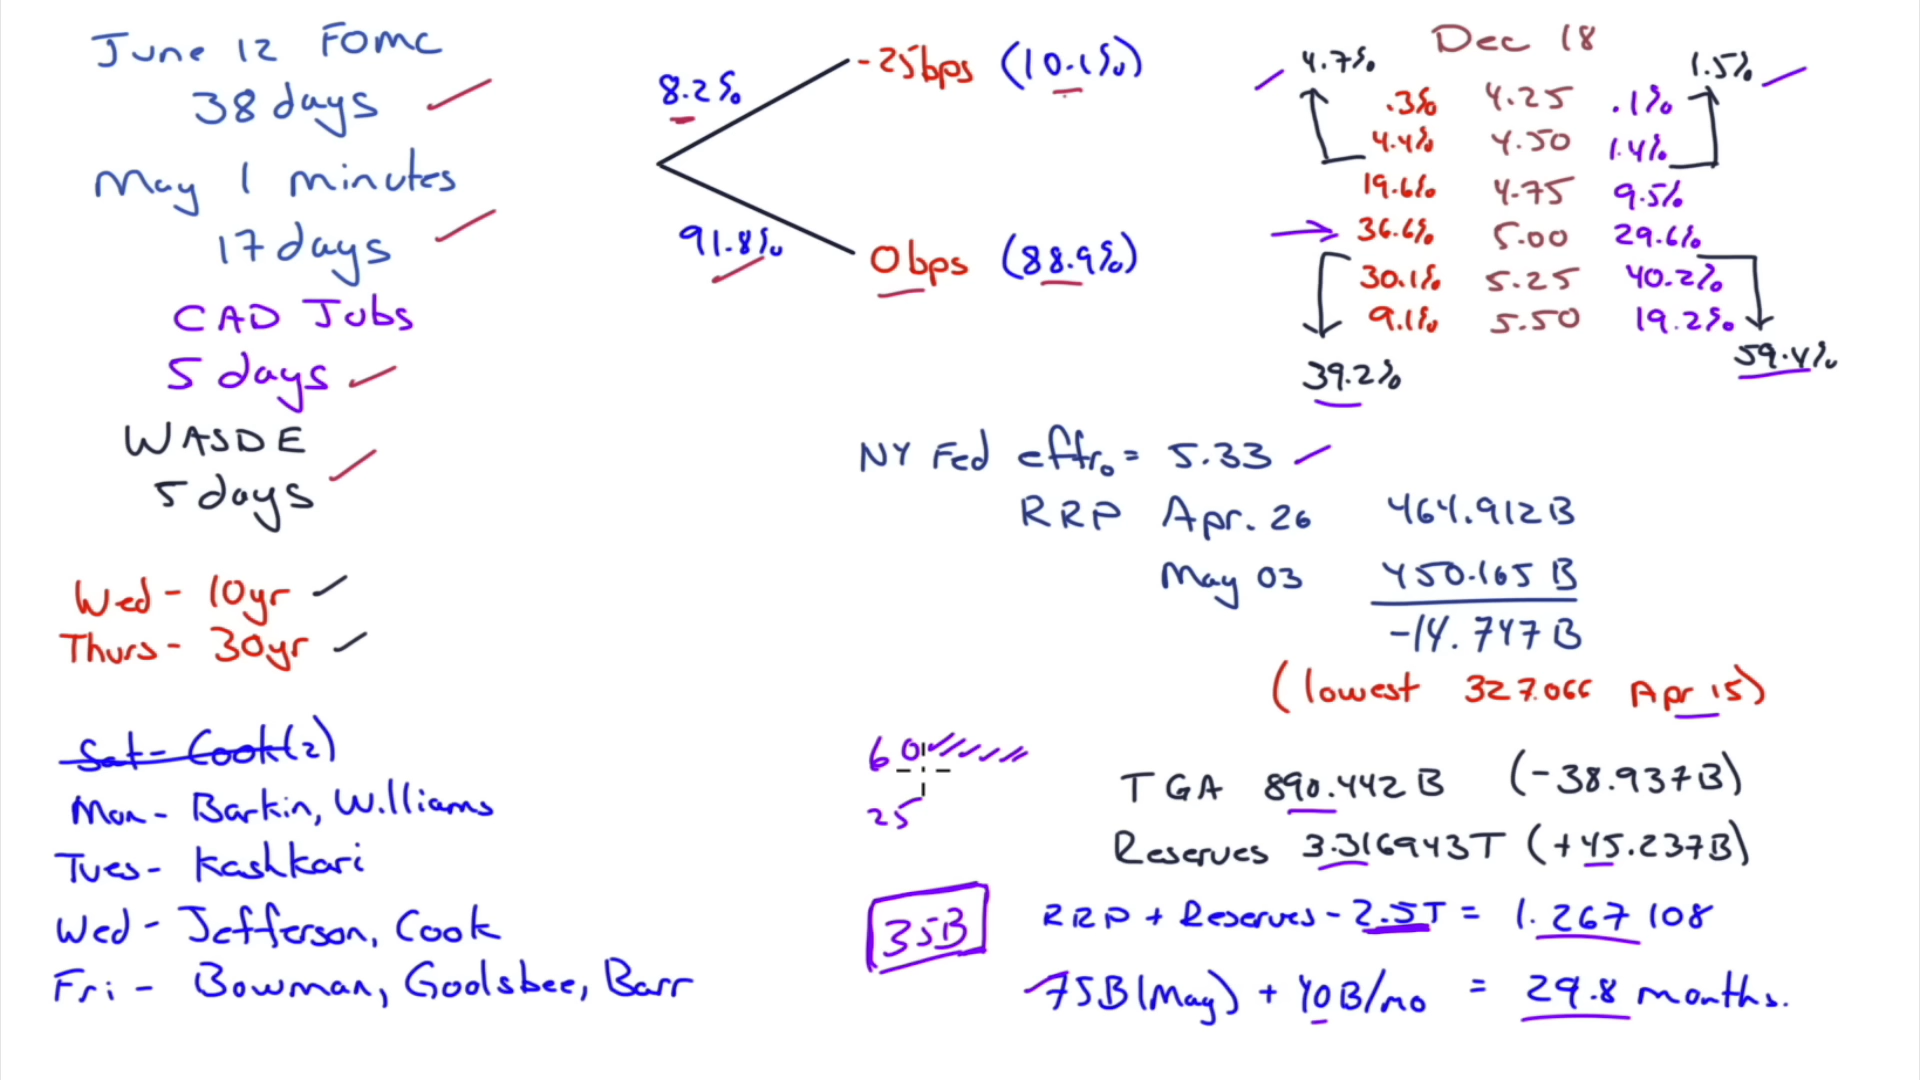 June 12 FOMC
38 days
May 1 minutes
17 days
CAD Jobs
5 days
WASDE
5 days
Wed - 10yr
Thurs - 30yr
Sat - Cook(2)
Mon - Barkin, Williams
Tues - Kashkari
Wed - Jefferson, Cook
Fri - Bowman, Goolsbee, Barr
8.2%
-25bps (10.1%)
91.8%
0bps (88.9%)
Dec 18
4.7% 1.5%
.3% 4.25 .1%
4.4% 4.50 1.4%
19.6% 4.75 9.5%
36.6% 5.00 29.6%
30.1% 5.25 40.2%
9.1% 5.50 19.2%
39.2% 59.4%
NY Fed effr. = 5.33
RRP Apr. 26 464.912B
May 03 450.165B
-14.747B
(lowest 327.066 Apr 15)
60
25
35B
TGA 890.442B (-38.937B)
Reserves 3.316943T (+45.237B)
RRP + Reserves - 2.5T = 1.267108
75B(May) + 40B/mo = 29.8 months.